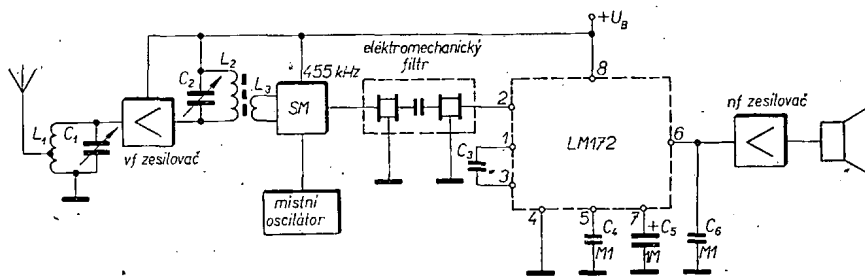 +U_B
L₂
elektromechanický
filtr
455 kHz
C₂
L₃
8
nf zesilovač
L₁
C₁
SM
2
vf zesilovač
1
LM172
6
C₃
3
místní
oscilátor
4
5
7
+
C₄
C₅
C₆
M1
1M
M1